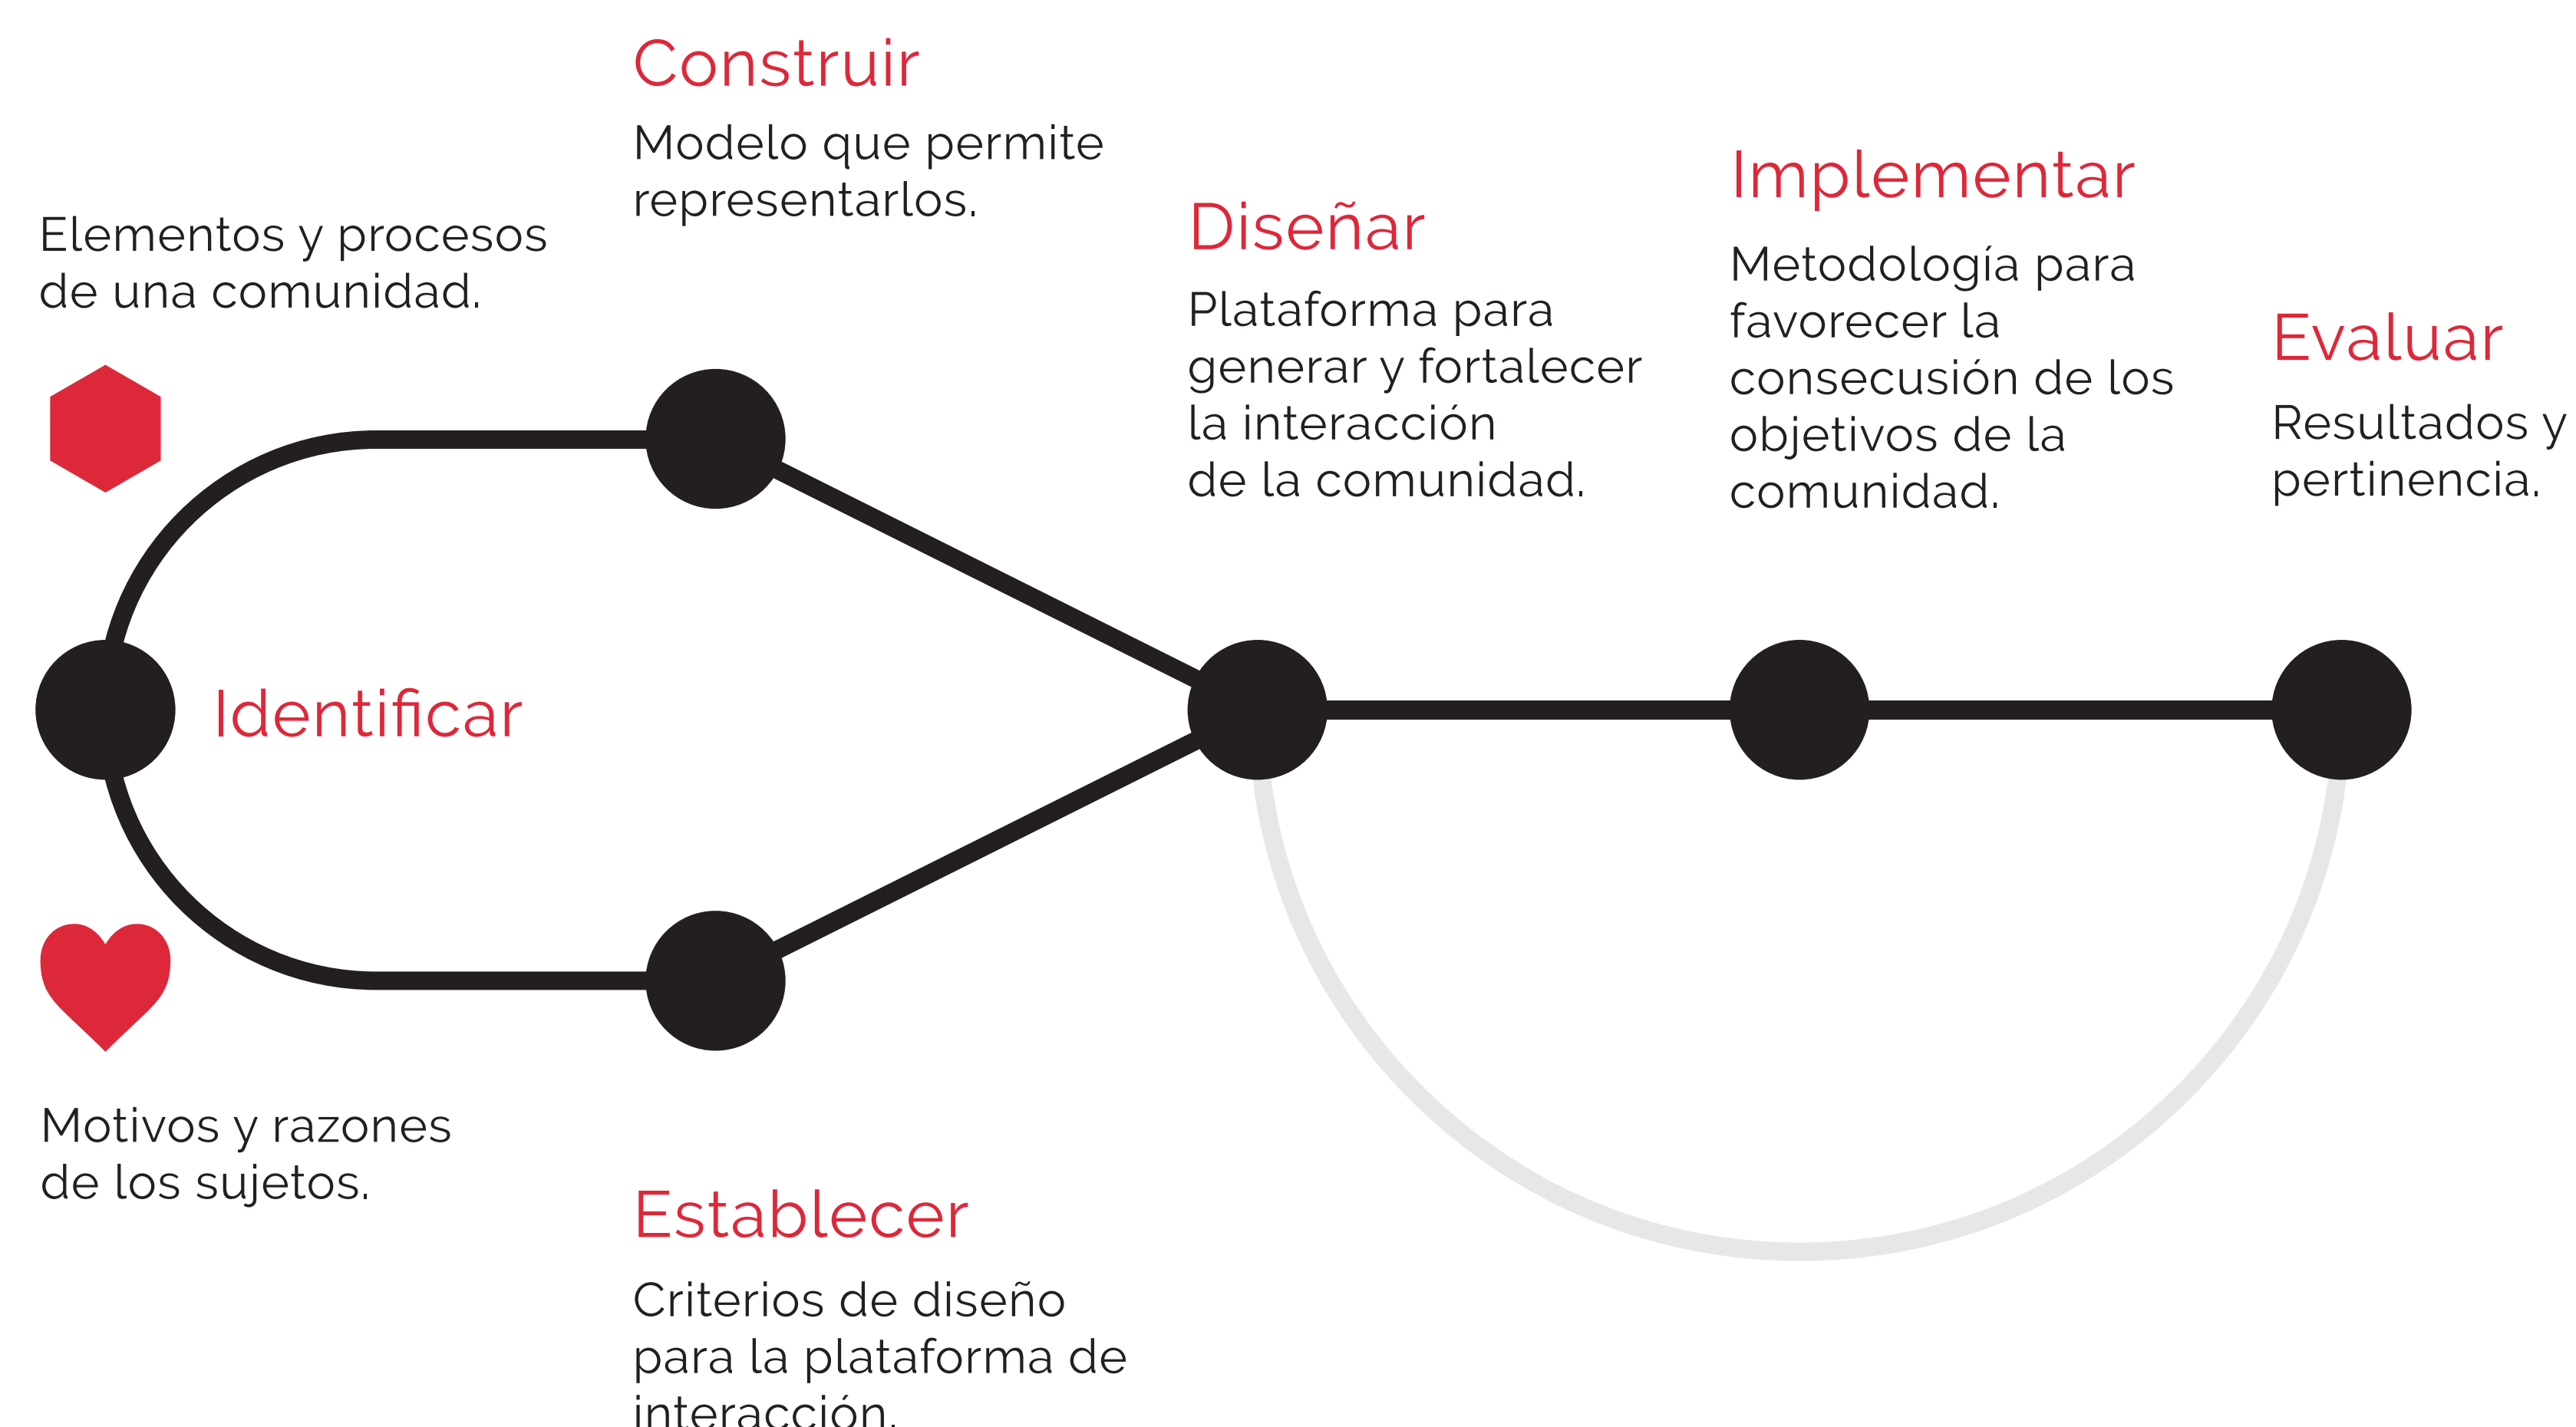 Elementos y procesos
de una comunidad.
Identificar
Motivos y razones
de los sujetos.
Construir
Modelo que permite
representarlos.
Establecer
Criterios de diseño
para la plataforma de
interacción.
Diseñar
Plataforma para
generar y fortalecer
la interacción
de la comunidad.
Implementar
Metodología para
favorecer la
consecusión de los
objetivos de la
comunidad.
Evaluar
Resultados y
pertinencia.